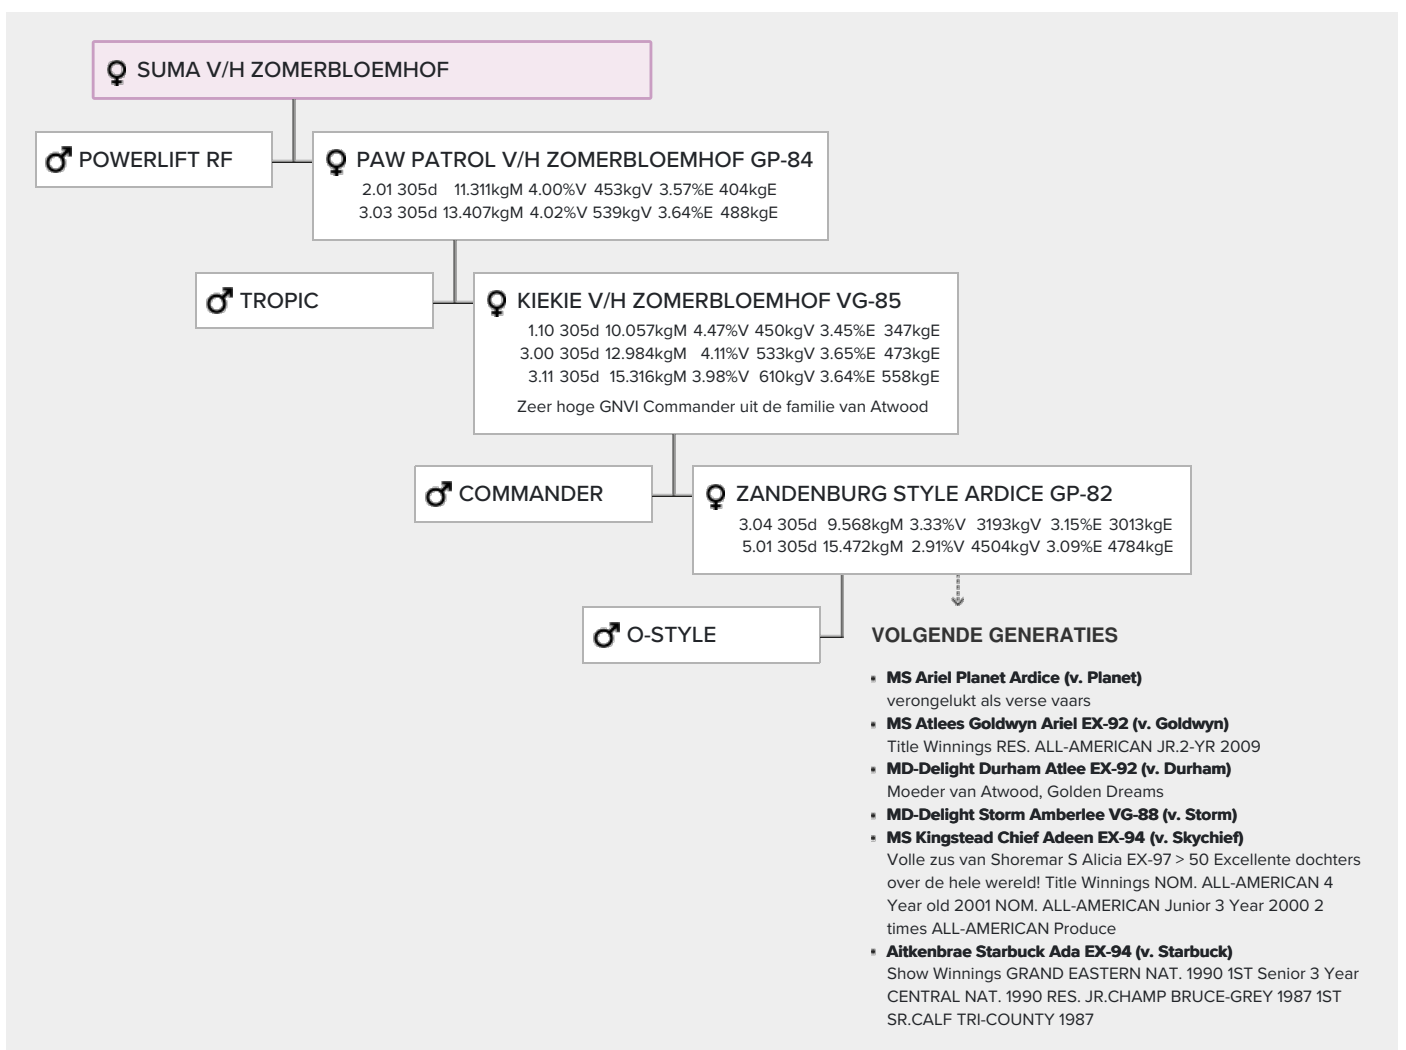 SUMA V/H ZOMERBLOEMHOF
POWERLIFT RF
PAW PATROL V/H ZOMERBLOEMHOF GP-84
2.01 305d 11.311kgM 4.00%V 453kgV 3.57%E 404kgE
3.03 305d 13.407kgM 4.02%V 539kgV 3.64%E 488kgE
TROPIC
KIEKIE V/H ZOMERBLOEMHOF VG-85
1.10 305d 10.057kgM 4.47%V 450kgV 3.45%E 347kgE
3.00 305d 12.984kgM 4.11%V 533kgV 3.65%E 473kgE
3.11 305d 15.316kgM 3.98%V 610kgV 3.64%E 558kgE
Zeer hoge GNVI Commander uit de familie van Atwood
COMMANDER
ZANDENBURG STYLE ARDICE GP-82
3.04 305d 9.568kgM 3.33%V 3193kgV 3.15%E 3013kgE
5.01 305d 15.472kgM 2.91%V 4504kgV 3.09%E 4784kgE
O-STYLE
VOLGENDE GENERATIES
MS Ariel Planet Ardice (v. Planet)
verongelukt als verse vaars
MS Atlees Goldwyn Ariel EX-92 (v. Goldwyn)
Title Winnings RES. ALL-AMERICAN JR.2-YR 2009
MD-Delight Durham Atlee EX-92 (v. Durham)
Moeder van Atwood, Golden Dreams
MD-Delight Storm Amberlee VG-88 (v. Storm)
MS Kingstead Chief Adeen EX-94 (v. Skychief)
Volle zus van Shoremar S Alicia EX-97 > 50 Excellente dochters
over de hele wereld! Title Winnings NOM. ALL-AMERICAN 4
Year old 2001 NOM. ALL-AMERICAN Junior 3 Year 2000 2
times ALL-AMERICAN Produce
Aitkenbrae Starbuck Ada EX-94 (v. Starbuck)
Show Winnings GRAND EASTERN NAT. 1990 1ST Senior 3 Year
CENTRAL NAT. 1990 RES. JR.CHAMP BRUCE-GREY 1987 1ST
SR.CALF TRI-COUNTY 1987